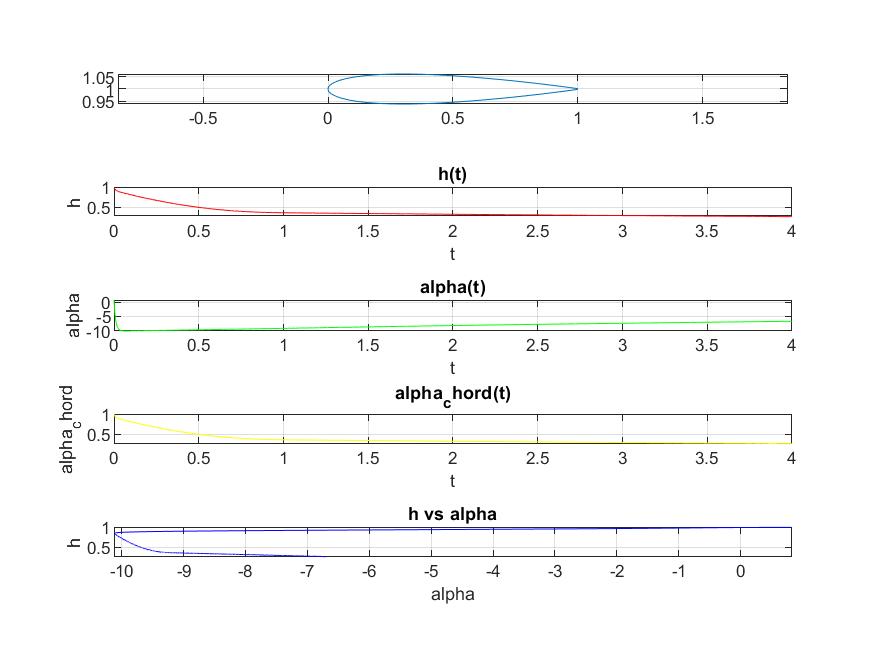 1.05
1
0.95
-0.5 0 0.5 1 1.5
h(t)
1
0.5
h
0 0.5 1 1.5 2 2.5 3 3.5 4
t
alpha(t)
0
-5
-10
alpha
0 0.5 1 1.5 2 2.5 3 3.5 4
t
alpha_chord(t)
1
0.5
alpha_chord
0 0.5 1 1.5 2 2.5 3 3.5 4
t
h vs alpha
1
0.5
h
-10 -9 -8 -7 -6 -5 -4 -3 -2 -1 0
alpha